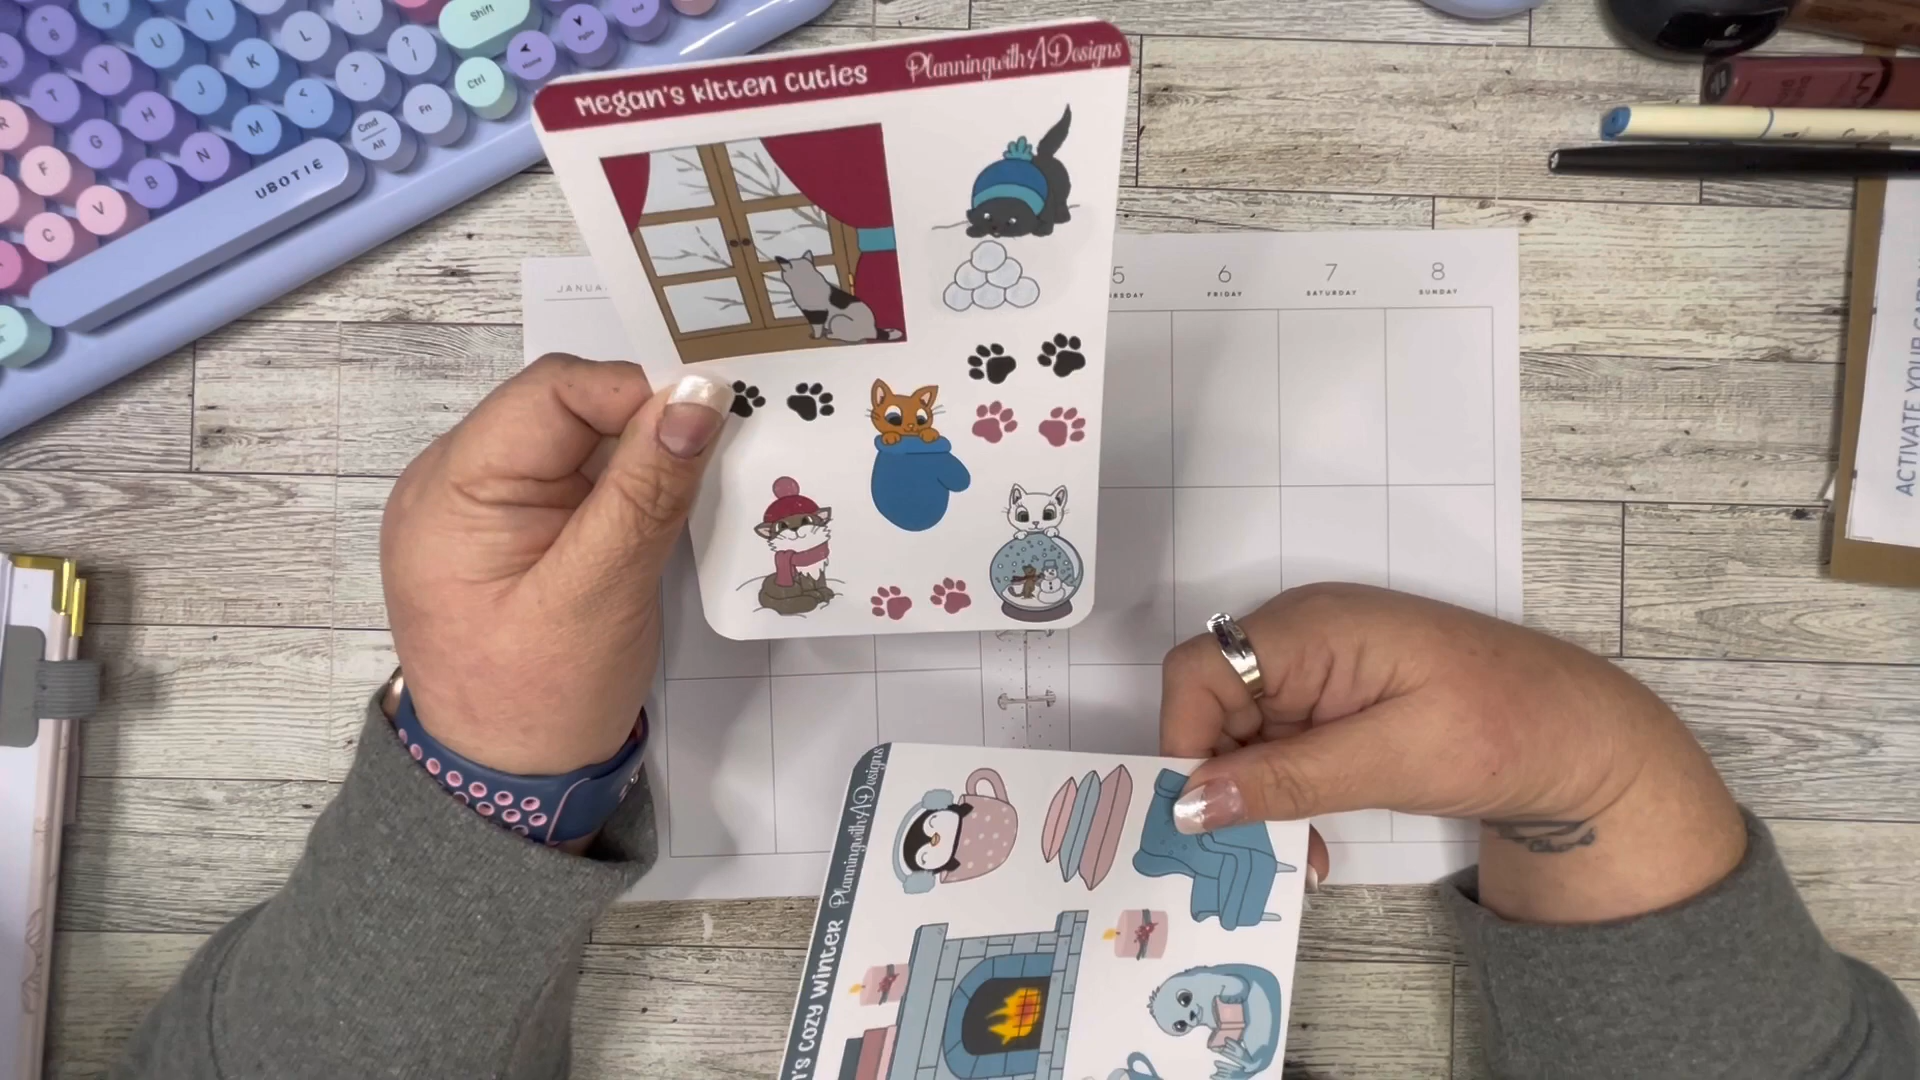 Megan's kitten cuties
PlanningwithADesigns
PlanningwithADesigns
's cozy winter
5
6
FRIDAY
7
SATURDAY
8
SUNDAY
UBOTIE
Shift
Ctrl
Fn
Cmd
Alt
U
K
L
Y
J
T
H
M
G
N
R
F
B
V
C
ACTIVATE YOUR CA